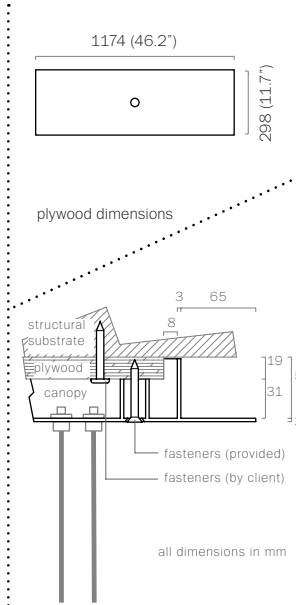 1174 (46.2")
298 (11.7")
plywood dimensions
3 65
8
structural
substrate
plywood
19
canopy
31
fasteners (provided)
fasteners (by client)
all dimensions in mm